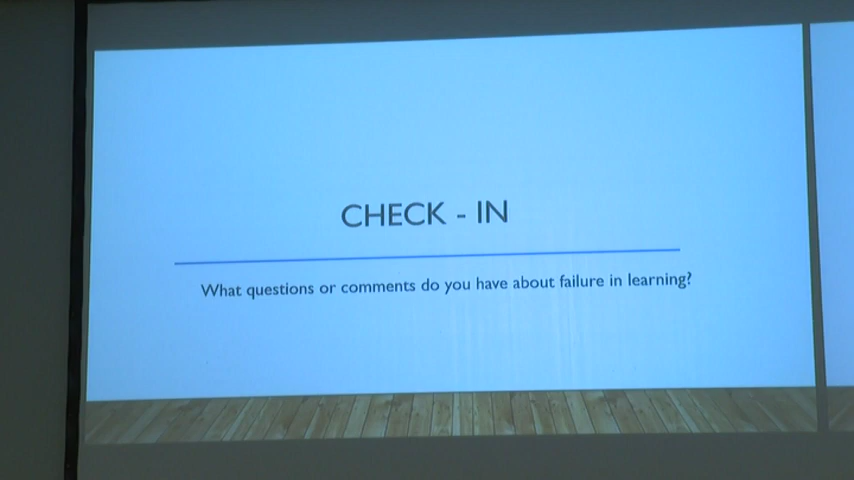 CHECK - IN
What questions or comments do you have about failure in learning?